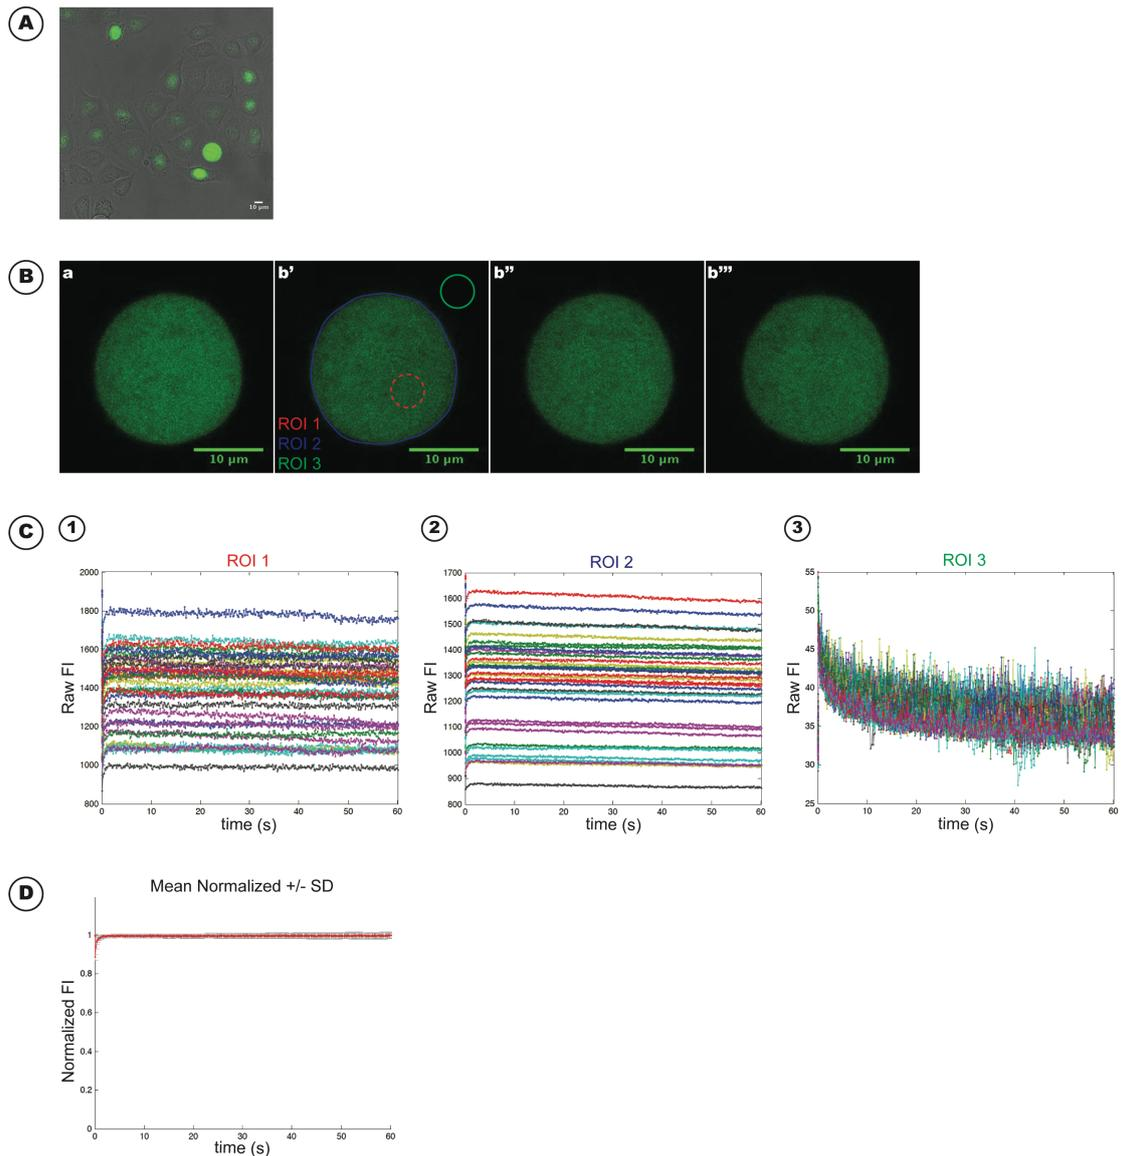 A
10 µm
B
a
b’
b’’
b’’’
ROI 1
ROI 2
ROI 3
10 µm
10 µm
10 µm
10 µm
C
1
2
3
ROI 1
ROI 2
ROI 3
Raw FI
2000
1800
1600
1400
1200
1000
800
0 10 20 30 40 50 60
time (s)
Raw FI
1700
1600
1500
1400
1300
1200
1100
1000
900
800
0 10 20 30 40 50 60
time (s)
Raw FI
55
50
45
40
35
30
25
0 10 20 30 40 50 60
time (s)
D
Mean Normalized +/- SD
Normalized FI
1
0.8
0.6
0.4
0.2
0
0 10 20 30 40 50 60
time (s)